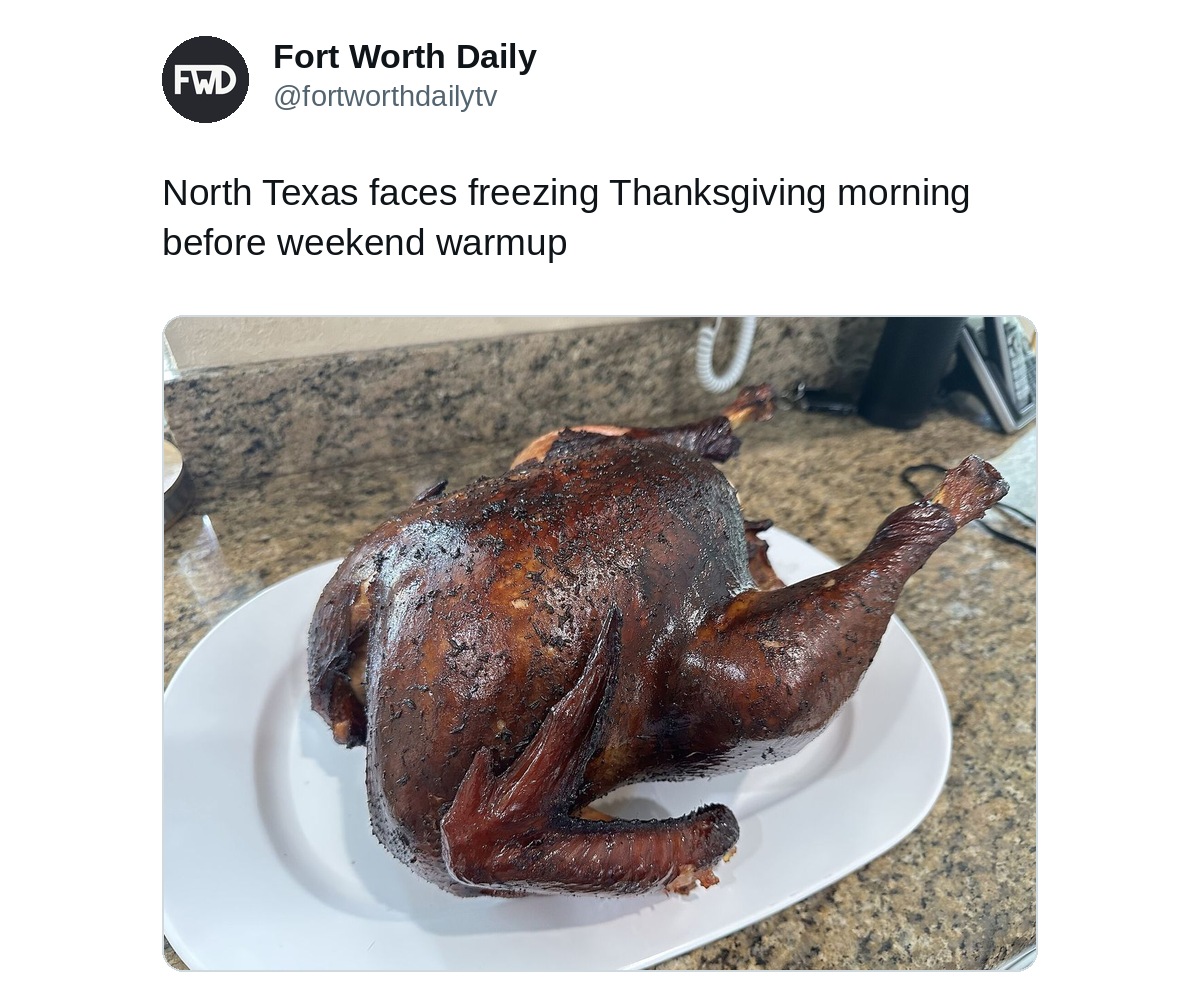 FWD
Fort Worth Daily
@fortworthdailytv
North Texas faces freezing Thanksgiving morning
before weekend warmup